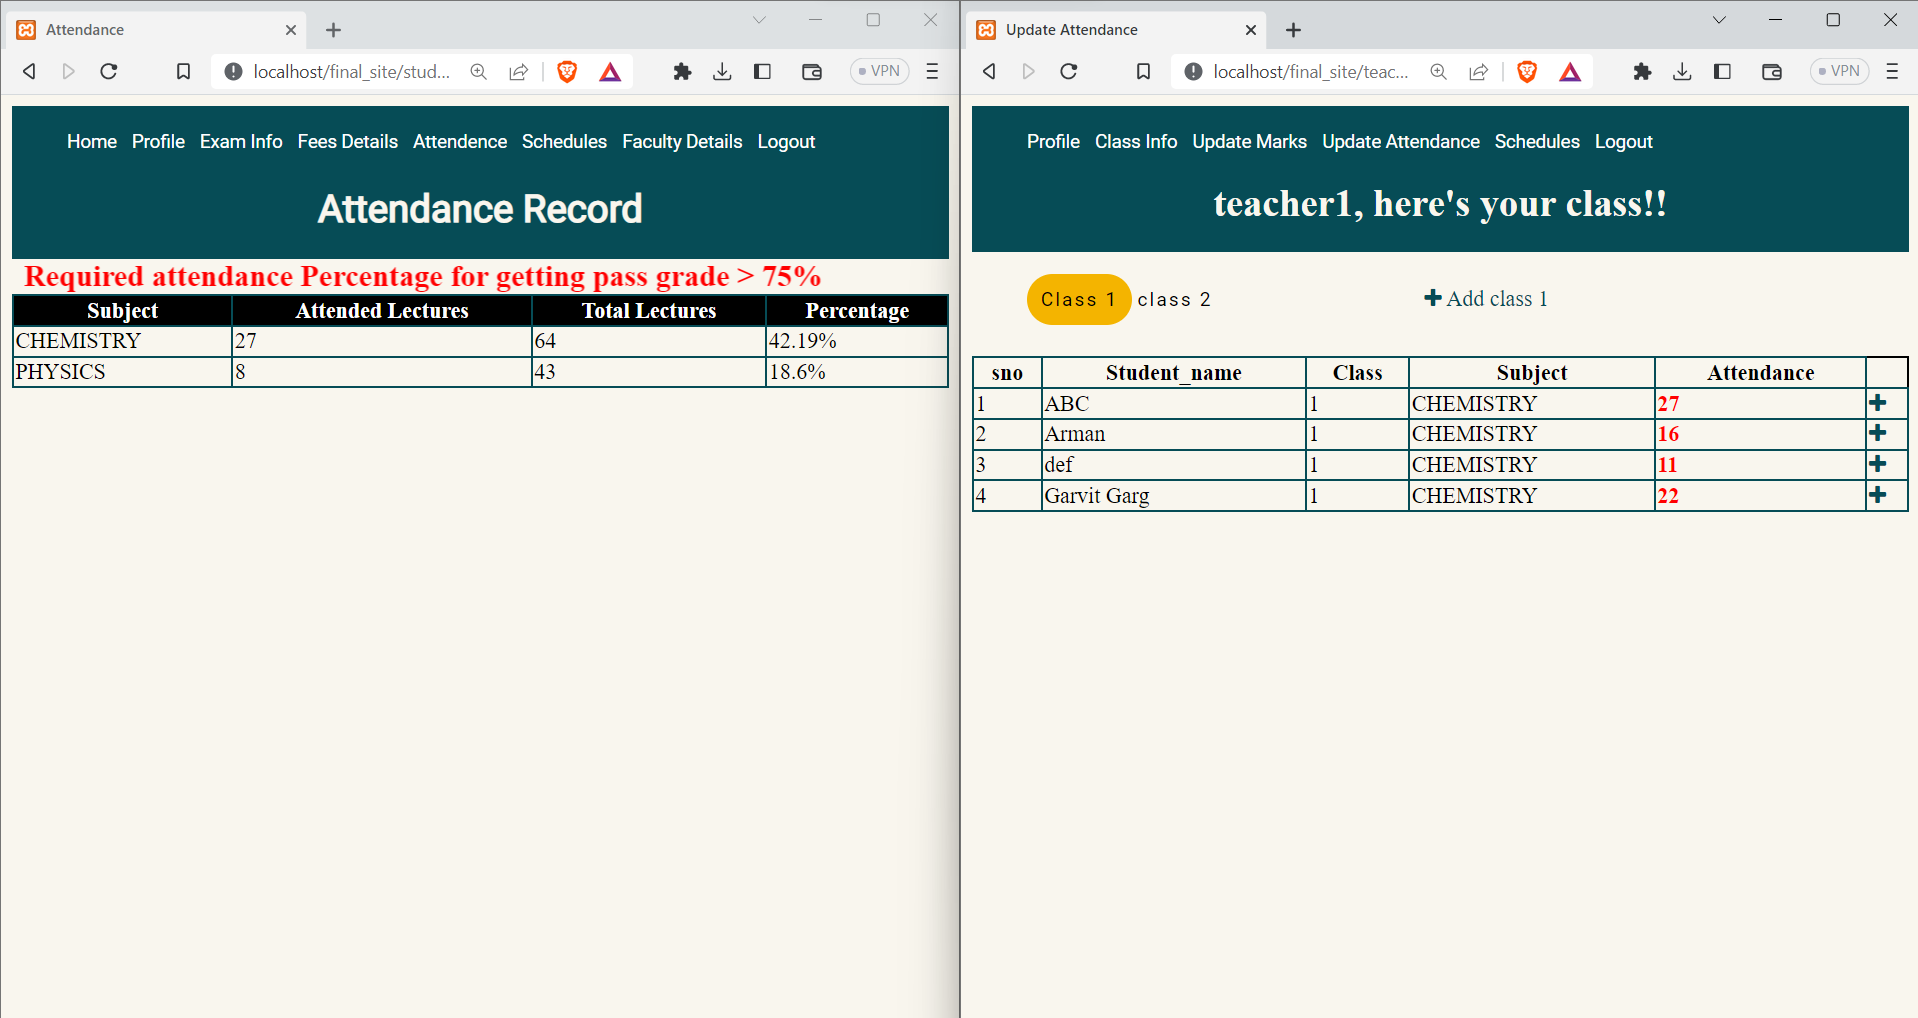 Attendance
localhost/final_site/stud...
VPN
Home Profile Exam Info Fees Details Attendence Schedules Faculty Details Logout
Attendance Record
Required attendance Percentage for getting pass grade > 75%
Subject Attended Lectures Total Lectures Percentage
CHEMISTRY 27 64 42.19%
PHYSICS 8 43 18.6%
Update Attendance
localhost/final_site/teac...
VPN
Profile Class Info Update Marks Update Attendance Schedules Logout
teacher1, here's your class!!
Class 1 class 2 Add class 1
sno Student_name Class Subject Attendance
1 ABC 1 CHEMISTRY 27
2 Arman 1 CHEMISTRY 16
3 def 1 CHEMISTRY 11
4 Garvit Garg 1 CHEMISTRY 22